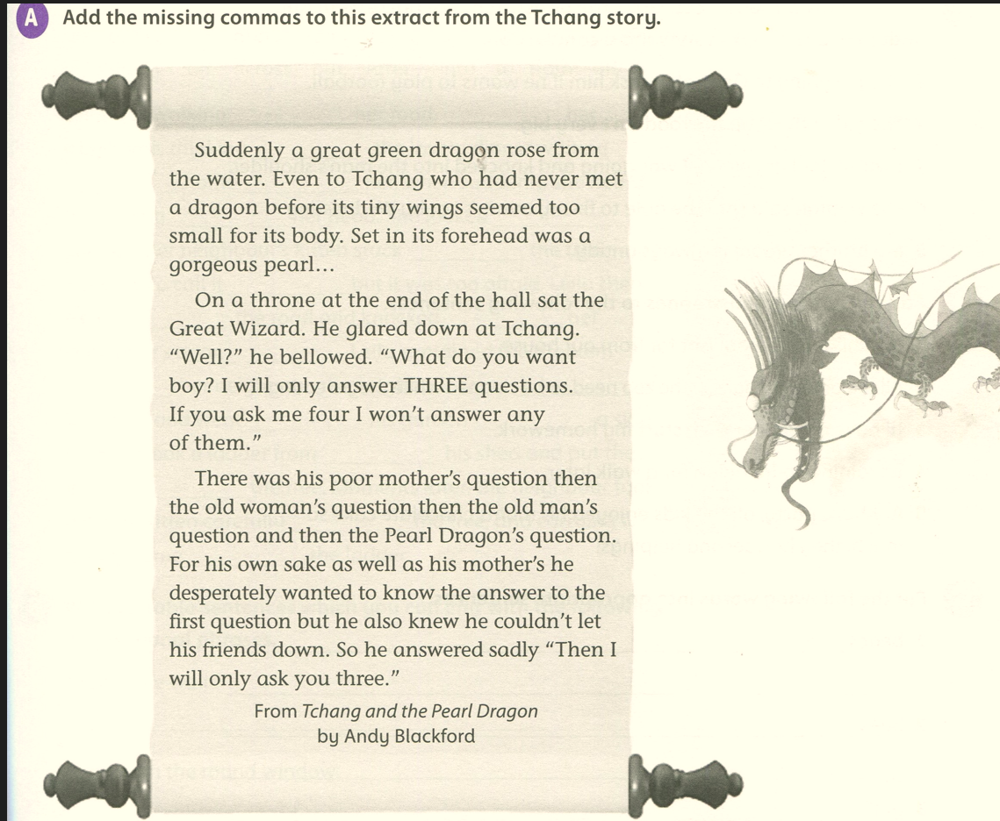 A Add the missing commas to this extract from the Tchang story.
Suddenly a great green dragon rose from
the water. Even to Tchang who had never met
a dragon before its tiny wings seemed too
small for its body. Set in its forehead was a
gorgeous pearl…
On a throne at the end of the hall sat the
Great Wizard. He glared down at Tchang.
“Well?” he bellowed. “What do you want
boy? I will only answer THREE questions.
If you ask me four I won’t answer any
of them.”
There was his poor mother’s question then
the old woman’s question then the old man’s
question and then the Pearl Dragon’s question.
For his own sake as well as his mother’s he
desperately wanted to know the answer to the
first question but he also knew he couldn’t let
his friends down. So he answered sadly “Then I
will only ask you three.”
From Tchang and the Pearl Dragon
by Andy Blackford